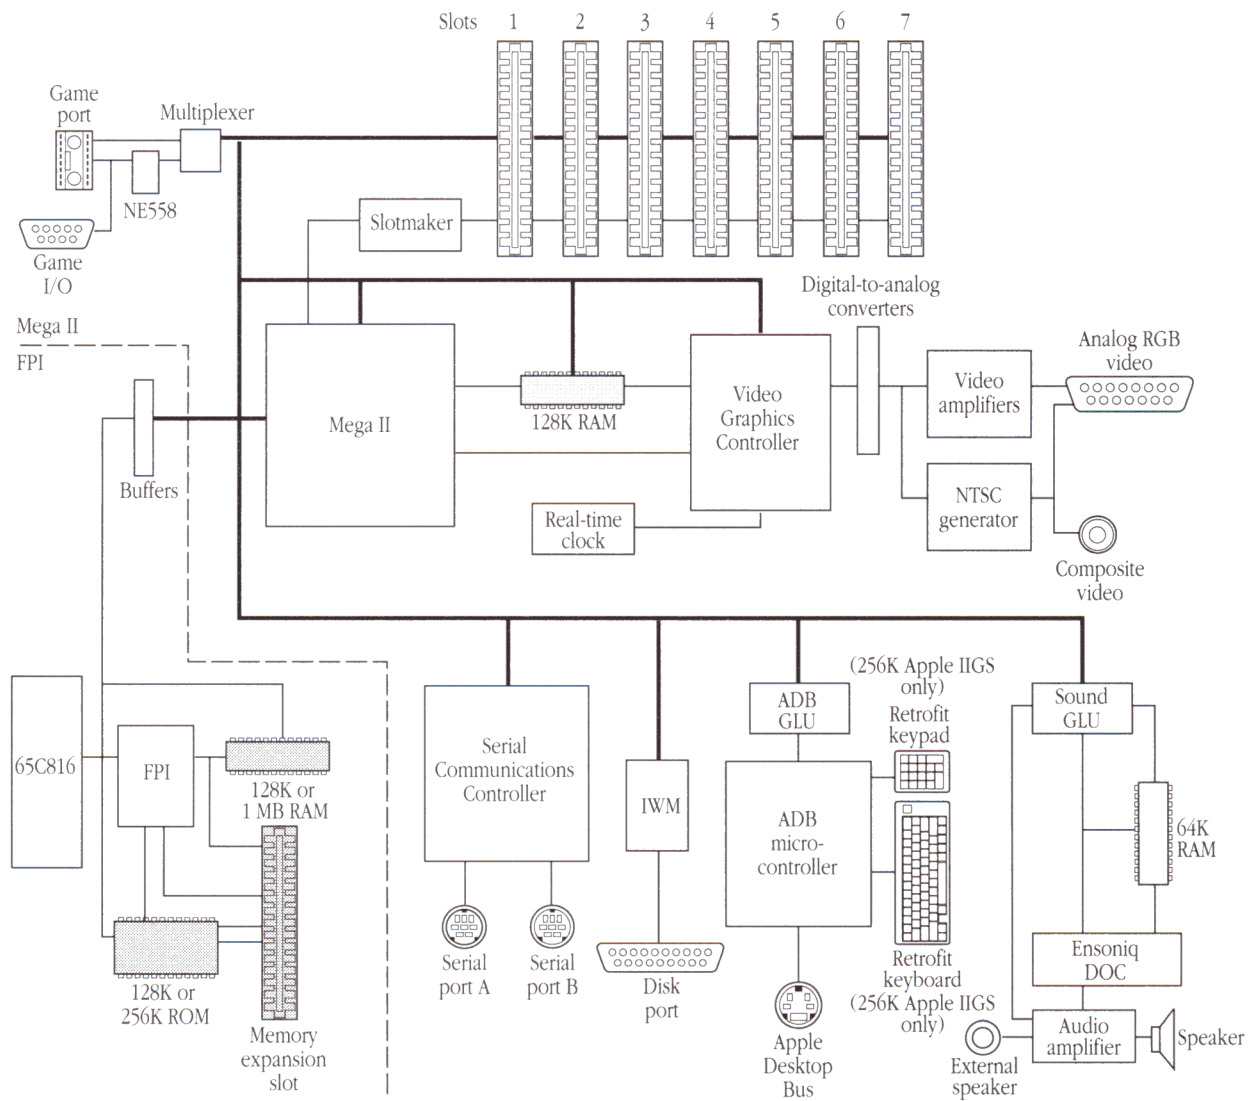 Slots 1 2 3 4 5 6 7
Game
port
Multiplexer
NE558
Slotmaker
Game
I/O
Digital-to-analog
converters
Mega II
FPI
Analog RGB
video
Mega II
128K RAM
Video
Graphics
Controller
Video
amplifiers
Buffers
Real-time
clock
NTSC
generator
Composite
video
(256K Apple IIGS
only)
Retrofit
keypad
ADB
GLU
Sound
GLU
65C816
FPI
128K or
1 MB RAM
Serial
Communications
Controller
IWM
ADB
micro-
controller
64K
RAM
128K or
256K ROM
Memory
expansion
slot
Serial
port A
Serial
port B
Disk
port
Retrofit
keyboard
(256K Apple IIGS
only)
Ensoniq
DOC
Apple
Desktop
Bus
Audio
amplifier
Speaker
External
speaker